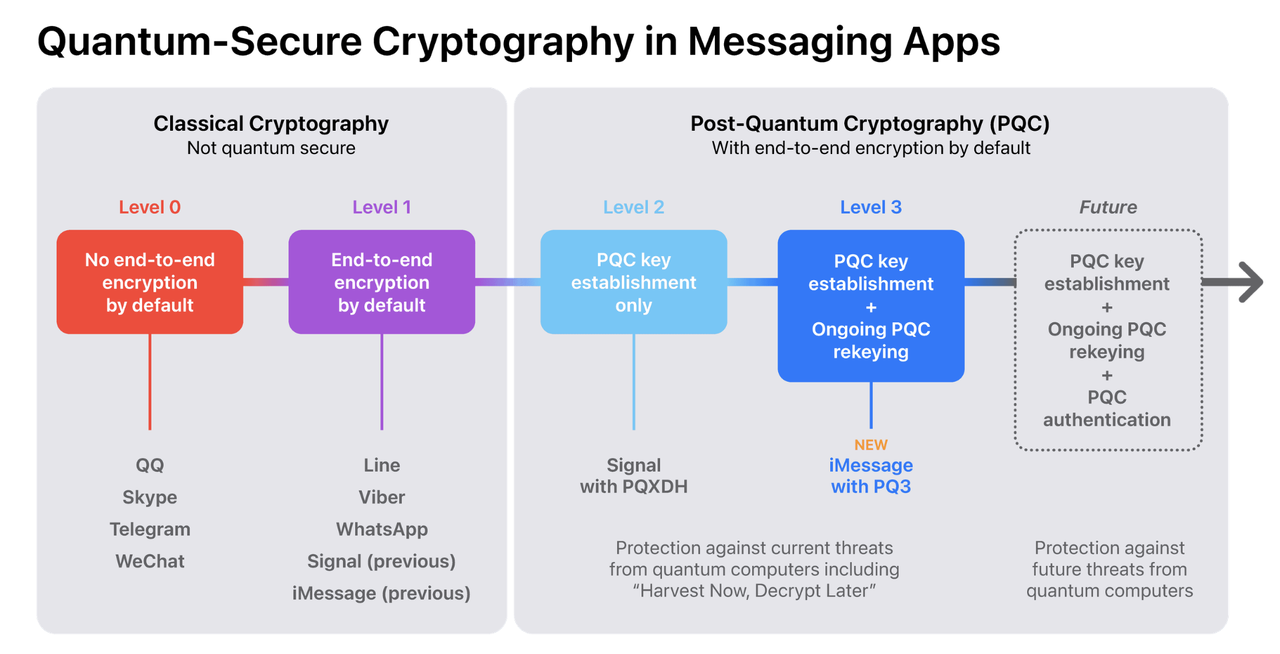 Quantum-Secure Cryptography in Messaging Apps
Classical Cryptography
Not quantum secure
Level 0
No end-to-end
encryption
by default
QQ
Skype
Telegram
WeChat
Level 1
End-to-end
encryption
by default
Line
Viber
WhatsApp
Signal (previous)
iMessage (previous)
Post-Quantum Cryptography (PQC)
With end-to-end encryption by default
Level 2
PQC key
establishment
only
Signal
with PQXDH
Level 3
PQC key
establishment
+
Ongoing PQC
rekeying
NEW
iMessage
with PQ3
Protection against current threats
from quantum computers including
“Harvest Now, Decrypt Later”
Future
PQC key
establishment
+
Ongoing PQC
rekeying
+
PQC
authentication
Protection against
future threats from
quantum computers